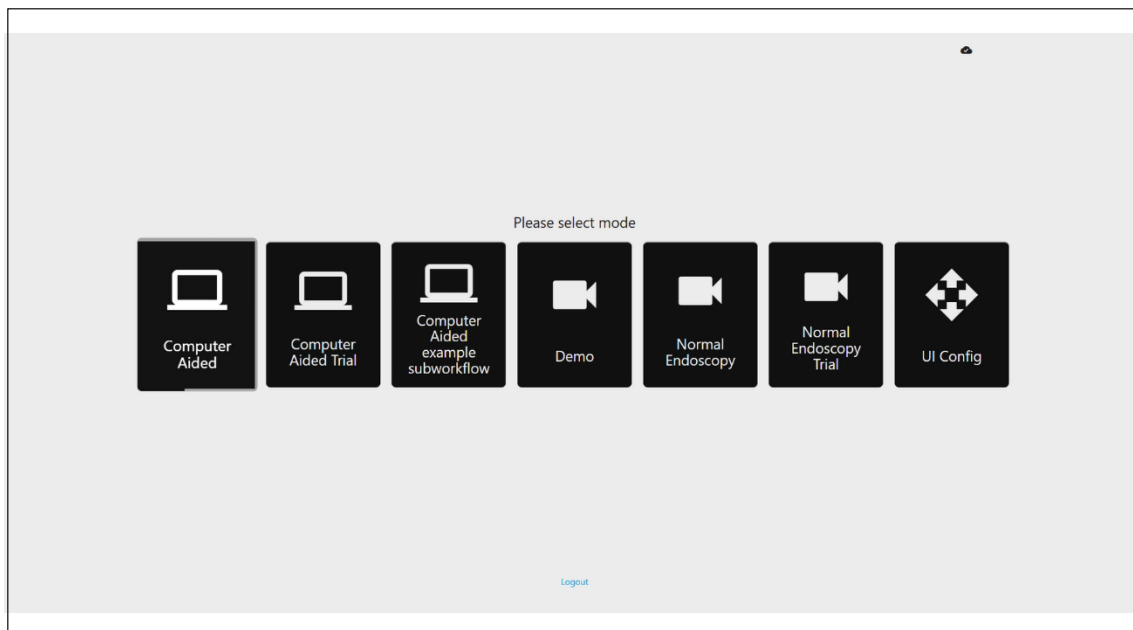 Please select mode
Computer
Aided
Computer
Aided Trial
Computer
Aided
example
subworkflow
Demo
Normal
Endoscopy
Normal
Endoscopy
Trial
UI Config
Logout